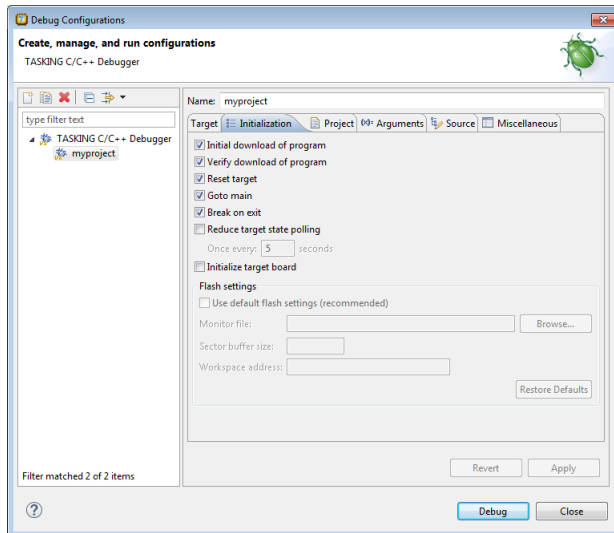 Debug Configurations
Create, manage, and run configurations
TASKING C/C++ Debugger
type filter text
TASKING C/C++ Debugger
myproject
Filter matched 2 of 2 items
Name: myproject
Target Initialization Project (x)= Arguments Source Miscellaneous
Initial download of program
Verify download of program
Reset target
Goto main
Break on exit
Reduce target state polling
Once every: 5 seconds
Initialize target board
Flash settings
Use default flash settings (recommended)
Monitor file: Browse...
Sector buffer size:
Workspace address:
Restore Defaults
Revert Apply
? Debug Close